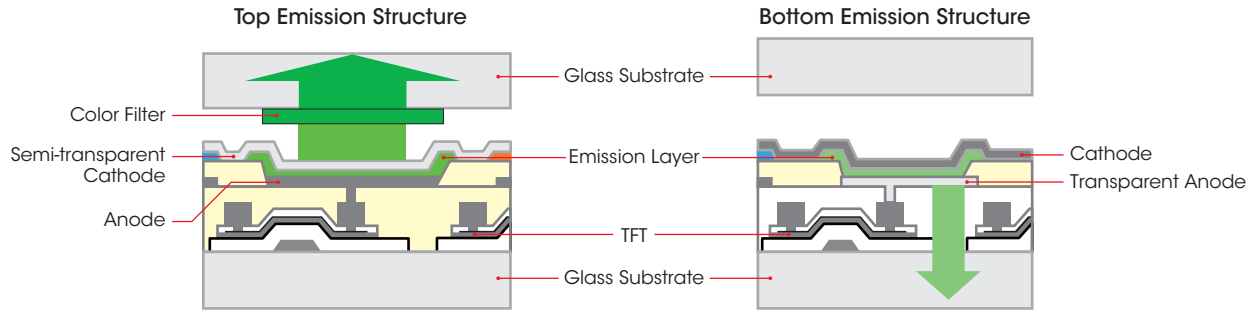 Top Emission Structure
Bottom Emission Structure
Glass Substrate
Color Filter
Semi-transparent
Cathode
Emission Layer
Cathode
Transparent Anode
Anode
TFT
Glass Substrate